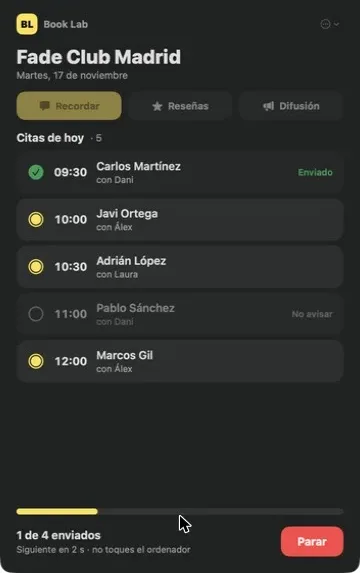 BL Book Lab
Fade Club Madrid
Martes, 17 de noviembre
Recordar Reseñas Difusión
Citas de hoy · 5
09:30 Carlos Martínez Enviado
con Dani
10:00 Javi Ortega
con Álex
10:30 Adrián López
con Laura
11:00 Pablo Sánchez No avisar
con Dani
12:00 Marcos Gil
con Álex
1 de 4 enviados
Siguiente en 2 s · no toques el ordenador
Parar